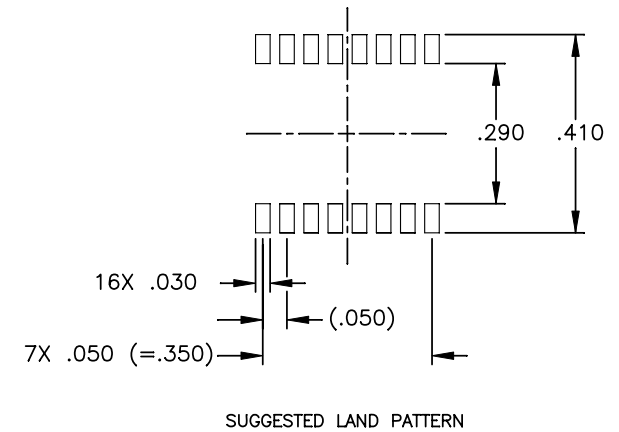 .290
.410
16X .030
(.050)
7X .050 (=.350)
SUGGESTED LAND PATTERN